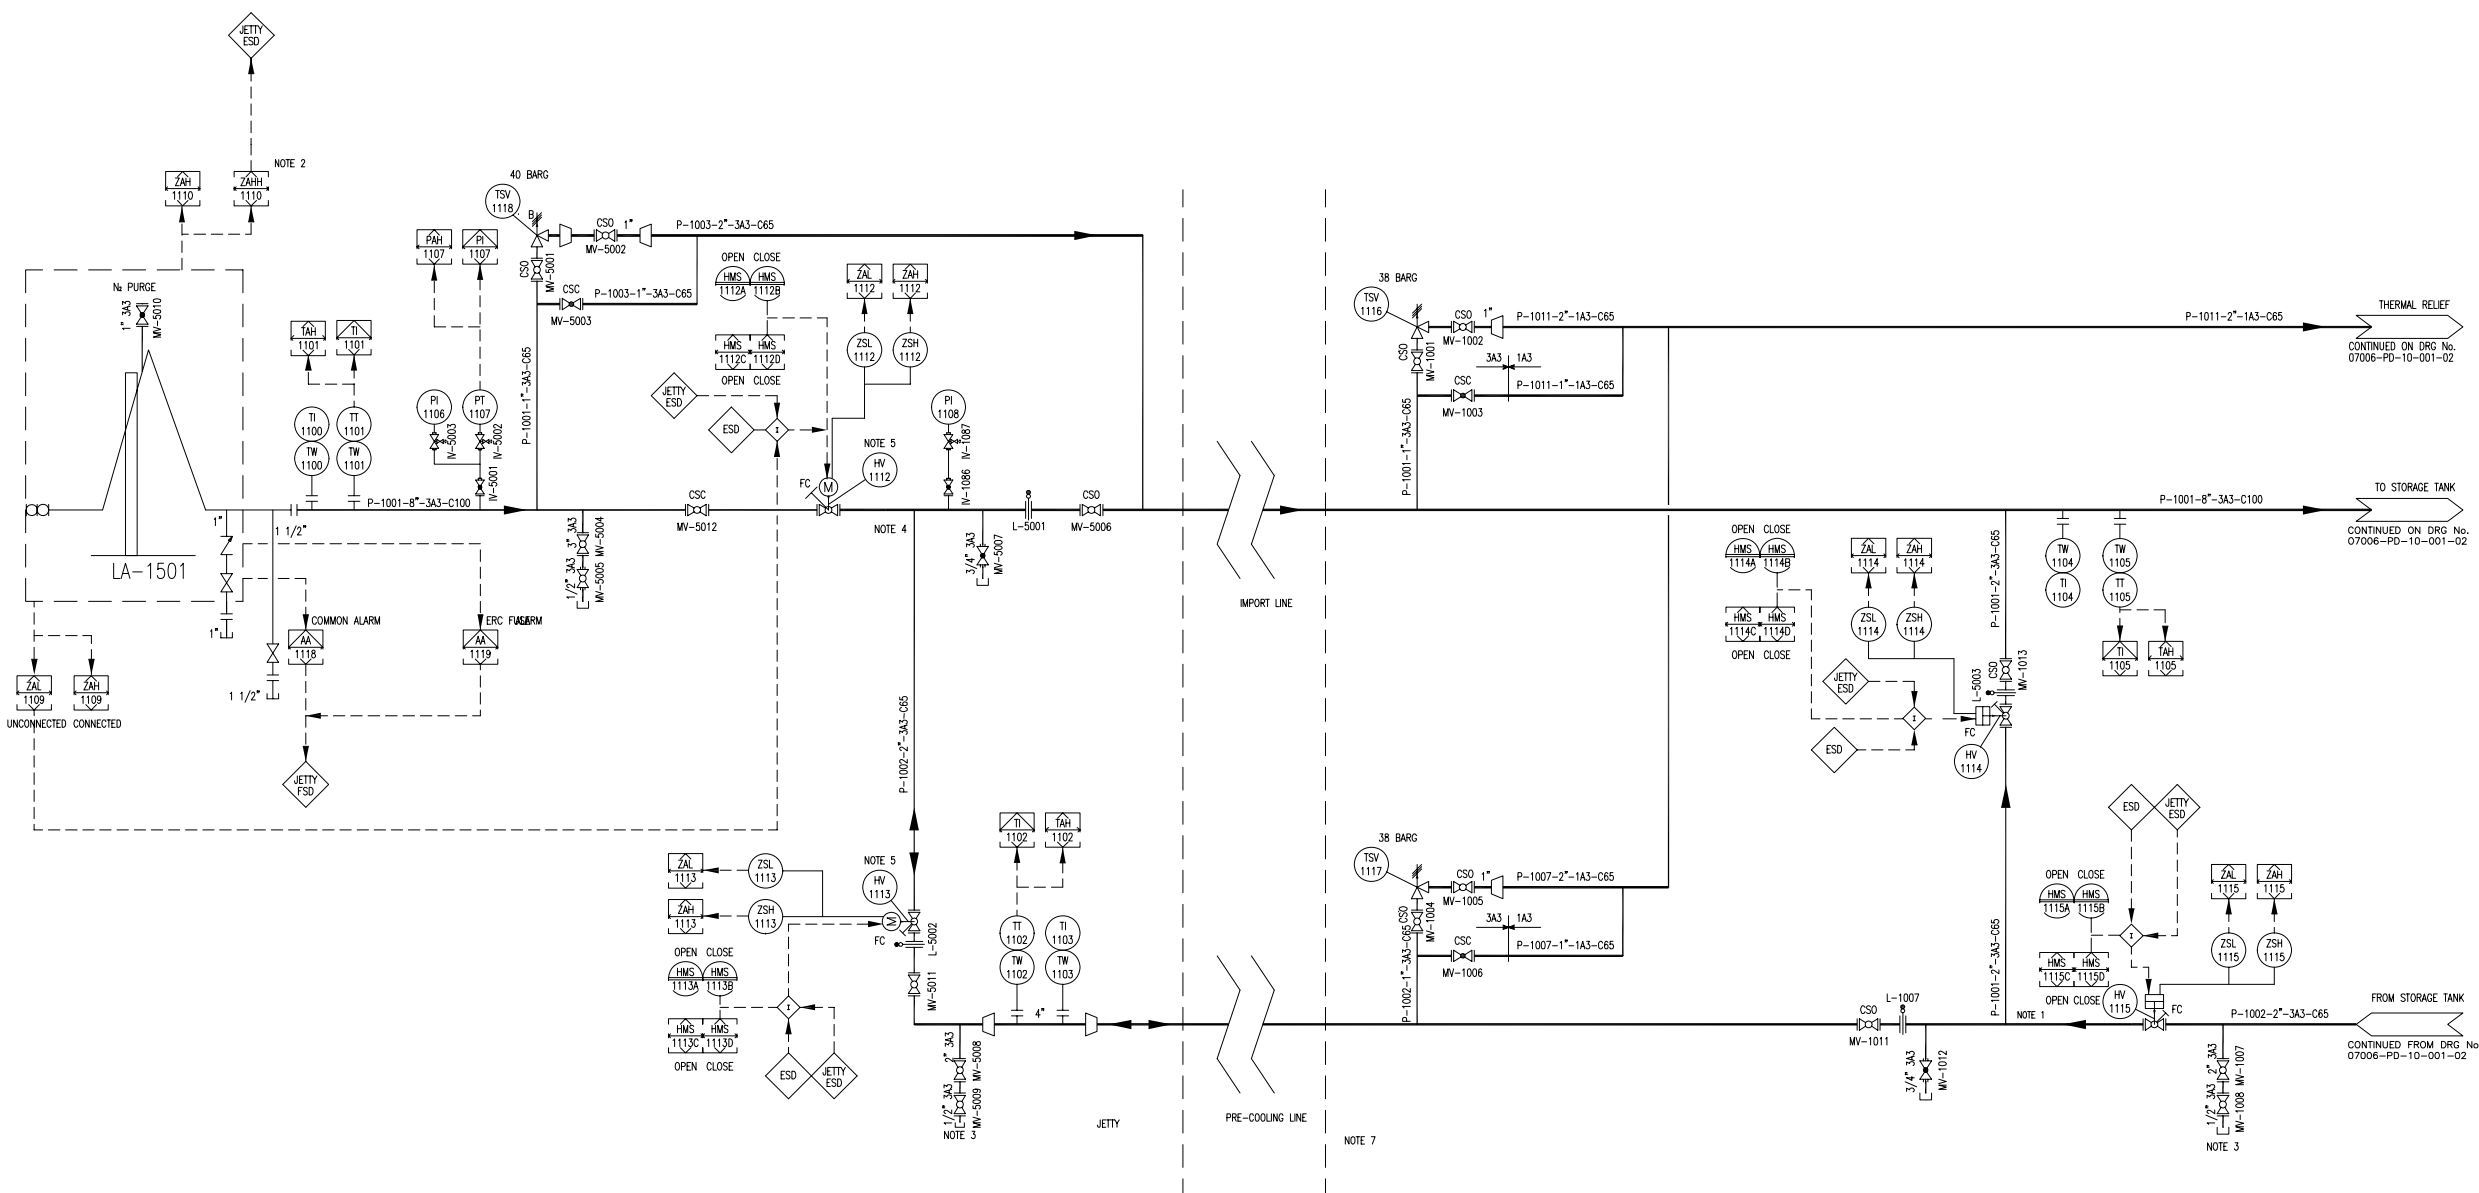 JETTY
ESD
NOTE 2
ZAH
1110
ZAHH
1110
40 BARG
TSV
1118
B
CSO
1"
MV-5002
P-1003-2"-3A3-C65
CSO
MV-5001
PAH
1107
PI
1107
CSC
P-1003-1"-3A3-C65
MV-5003
P-1001-1"-3A3-C65
OPEN CLOSE
HMS
1112A
HMS
1112B
HMS
1112C
HMS
1112D
OPEN CLOSE
ZAL
1112
ZAH
1112
ZSL
1112
ZSH
1112
JETTY
ESD
ESD
I
N2 PURGE
1" 3A3
MV-5010
LA-1501
TAH
1101
TI
1101
TI
1100
TW
1100
TT
1101
TW
1101
PI
1106
IV-5003
PT
1107
IV-5002
IV-5001
P-1001-8"-3A3-C100
1"
1 1/2"
1"
1 1/2"
3" 3A3
MV-5004
1/2" 3A3
MV-5005
CSC
MV-5012
FC
M
NOTE 5
HV
1112
NOTE 4
PI
1108
IV-1087
IV-1086
L-5001
CSO
MV-5006
3/4" 3A3
MV-5007
COMMON ALARM
AA
1118
ERC
AA
1119
JETTY
FSD
ZAL
1109
ZAH
1109
UNCONNECTED CONNECTED
P-1002-2"-3A3-C65
ZAL
1113
ZSL
1113
ZAH
1113
ZSH
1113
NOTE 5
HV
1113
M
FC
L-5002
MV-5011
OPEN CLOSE
HMS
1113A
HMS
1113B
HMS
1113C
HMS
1113D
OPEN CLOSE
I
ESD
JETTY
ESD
TI
1102
TAH
1102
TT
1102
TW
1102
TI
1103
TW
1103
4"
2" 3A3
MV-5008
1/2" 3A3
MV-5009
NOTE 3
JETTY
IMPORT LINE
PRE-COOLING LINE
NOTE 7
38 BARG
TSV
1116
CSO
1"
MV-1002
P-1011-2"-1A3-C65
CSO
MV-1001
3A3
1A3
CSC
P-1011-1"-1A3-C65
MV-1003
P-1001-1"-3A3-C65
P-1011-2"-1A3-C65
THERMAL RELIEF
CONTINUED ON DRG No.
07006-PD-10-001-02
TO STORAGE TANK
P-1001-8"-3A3-C100
CONTINUED ON DRG No.
07006-PD-10-001-02
OPEN CLOSE
HMS
1114A
HMS
1114B
HMS
1114C
HMS
1114D
OPEN CLOSE
ZAL
1114
ZAH
1114
ZSL
1114
ZSH
1114
JETTY
ESD
I
ESD
P-1001-2"-3A3-C65
CSO
MV-1013
L-5003
FC
HV
1114
TW
1104
TI
1104
TW
1105
TT
1105
TI
1105
TAH
1105
38 BARG
TSV
1117
CSO
1"
MV-1005
P-1007-2"-1A3-C65
CSO
MV-1004
3A3
1A3
CSC
P-1007-1"-1A3-C65
MV-1006
P-1002-1"-3A3-C65
P-1001-2"-3A3-C65
CSO
MV-1011
L-1007
3/4" 3A3
MV-1012
NOTE 1
ESD
JETTY
ESD
OPEN CLOSE
HMS
1115A
HMS
1115B
I
HMS
1115C
HMS
1115D
OPEN CLOSE
ZAL
1115
ZAH
1115
ZSL
1115
ZSH
1115
HV
1115
FC
P-1002-2"-3A3-C65
FROM STORAGE TANK
CONTINUED FROM DRG No
07006-PD-10-001-02
2" 3A3
MV-1007
1/2" 3A3
MV-1008
NOTE 3